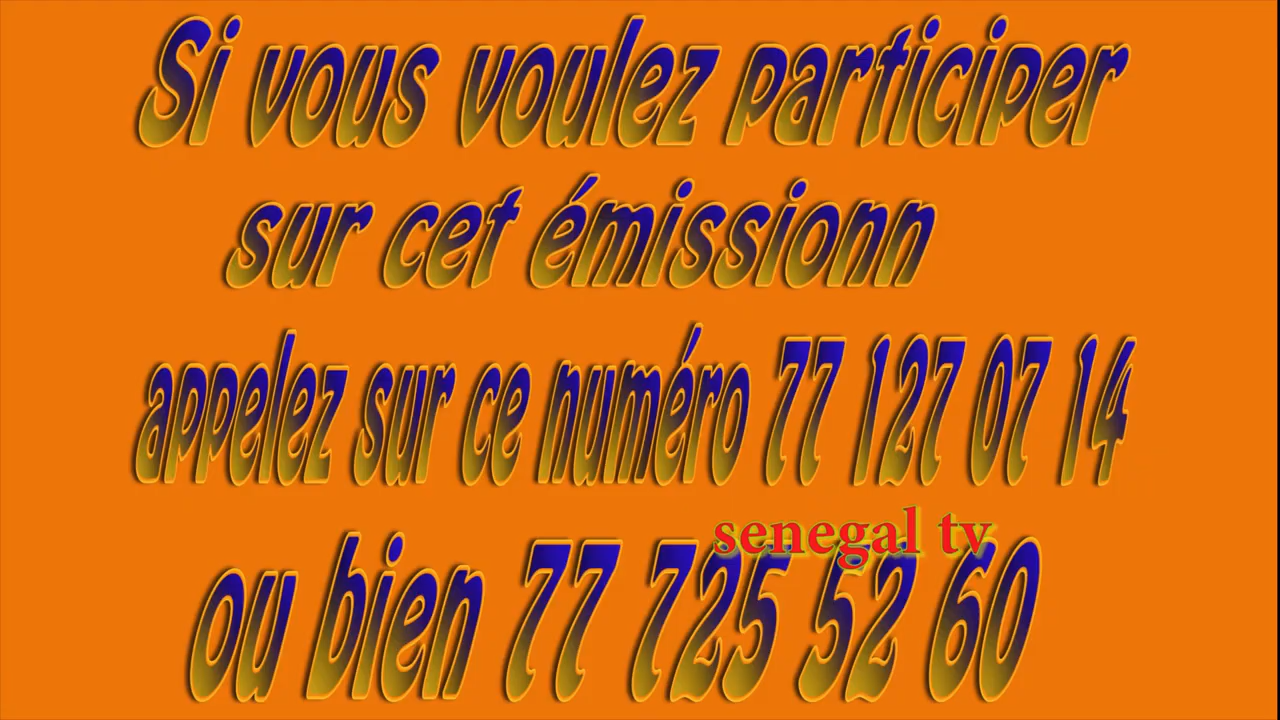 Si vous voulez participer
sur cet émissionn
appelez sur ce numéro 77 127 07 14
senegal tv
ou bien 77 725 52 60